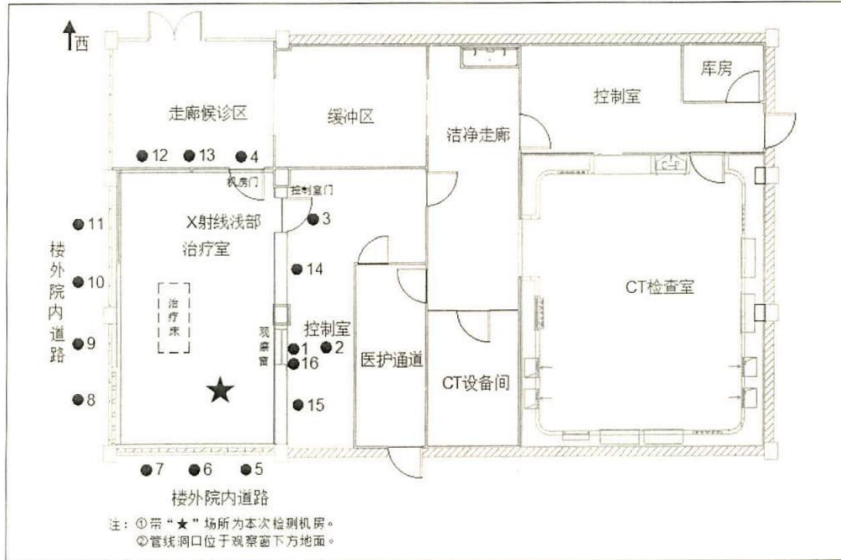 西
库房
控制室
走廊候诊区
缓冲区
洁净走廊
12 13 4
机房门
控制室门
11
3
X射线浅部
治疗室
楼外院内道路
10
14
CT检查室
治疗床
控制室
观察窗
9
1 2
16
医护通道
CT设备间
8
15
★
7 6 5
楼外院内道路
注：①带“★”场所为本次检测机房。
②管线洞口位于观察窗下方地面。